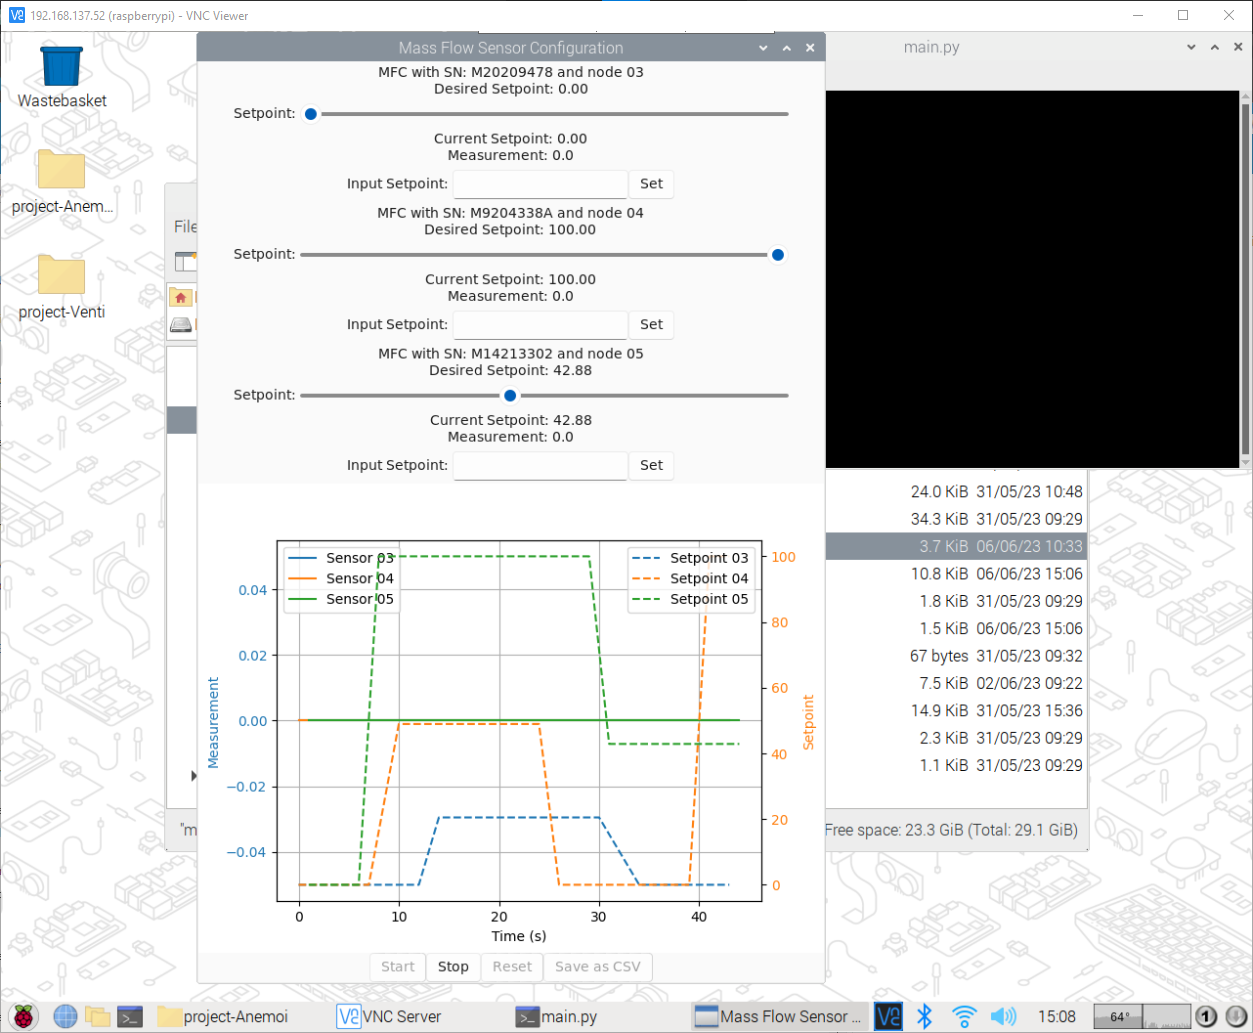 192.168.137.52 (raspberrypi) - VNC Viewer
Wastebasket
project-Anem...
project-Venti
Mass Flow Sensor Configuration
main.py
MFC with SN: M20209478 and node 03
Desired Setpoint: 0.00
Setpoint:
Current Setpoint: 0.00
Measurement: 0.0
Input Setpoint:
Set
MFC with SN: M9204338A and node 04
Desired Setpoint: 100.00
Setpoint:
Current Setpoint: 100.00
Measurement: 0.0
Input Setpoint:
Set
MFC with SN: M14213302 and node 05
Desired Setpoint: 42.88
Setpoint:
Current Setpoint: 42.88
Measurement: 0.0
Input Setpoint:
Set
File
Sensor 03
Sensor 04
Sensor 05
Setpoint 03
Setpoint 04
Setpoint 05
0.04
0.02
0.00
−0.02
−0.04
Measurement
100
80
60
40
20
0
Setpoint
0
10
20
30
40
Time (s)
Start
Stop
Reset
Save as CSV
24.0 KiB 31/05/23 10:48
34.3 KiB 31/05/23 09:29
3.7 KiB 06/06/23 10:33
10.8 KiB 06/06/23 15:06
1.8 KiB 31/05/23 09:29
1.5 KiB 06/06/23 15:06
67 bytes 31/05/23 09:32
7.5 KiB 02/06/23 09:22
14.9 KiB 31/05/23 15:36
2.3 KiB 31/05/23 09:29
1.1 KiB 31/05/23 09:29
"m
Free space: 23.3 GiB (Total: 29.1 GiB)
project-Anemoi
VNC Server
main.py
Mass Flow Sensor ...
15:08
64°
1